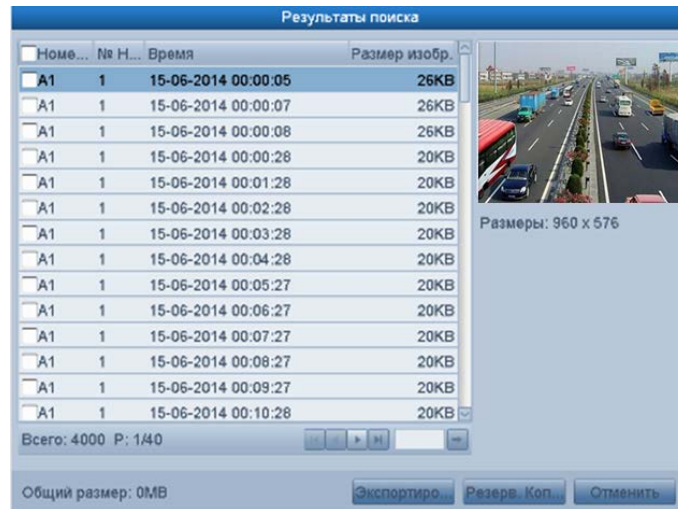 Результаты поиска
Номе... № Н... Время Размер изобр.
A1 1 15-06-2014 00:00:05 26KB
A1 1 15-06-2014 00:00:07 26KB
A1 1 15-06-2014 00:00:08 26KB
A1 1 15-06-2014 00:00:28 20KB
A1 1 15-06-2014 00:01:28 20KB
A1 1 15-06-2014 00:02:28 20KB
A1 1 15-06-2014 00:03:28 20KB
A1 1 15-06-2014 00:04:28 20KB
A1 1 15-06-2014 00:05:27 20KB
A1 1 15-06-2014 00:06:27 20KB
A1 1 15-06-2014 00:07:27 20KB
A1 1 15-06-2014 00:08:27 20KB
A1 1 15-06-2014 00:09:27 20KB
A1 1 15-06-2014 00:10:28 20KB
Размеры: 960 x 576
Всего: 4000 P: 1/40
Общий размер: 0MB
Экспортиро... Резерв. Коп... Отменить